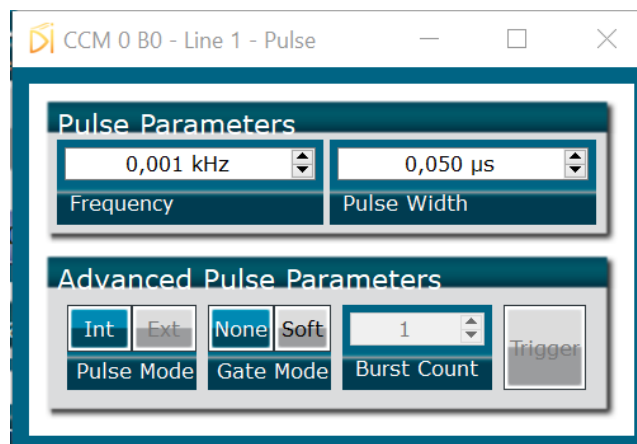 CCM 0 B0 - Line 1 - Pulse
Pulse Parameters
0,001 kHz 0,050 µs
Frequency Pulse Width
Advanced Pulse Parameters
Int Ext None Soft 1 Trigger
Pulse Mode Gate Mode Burst Count